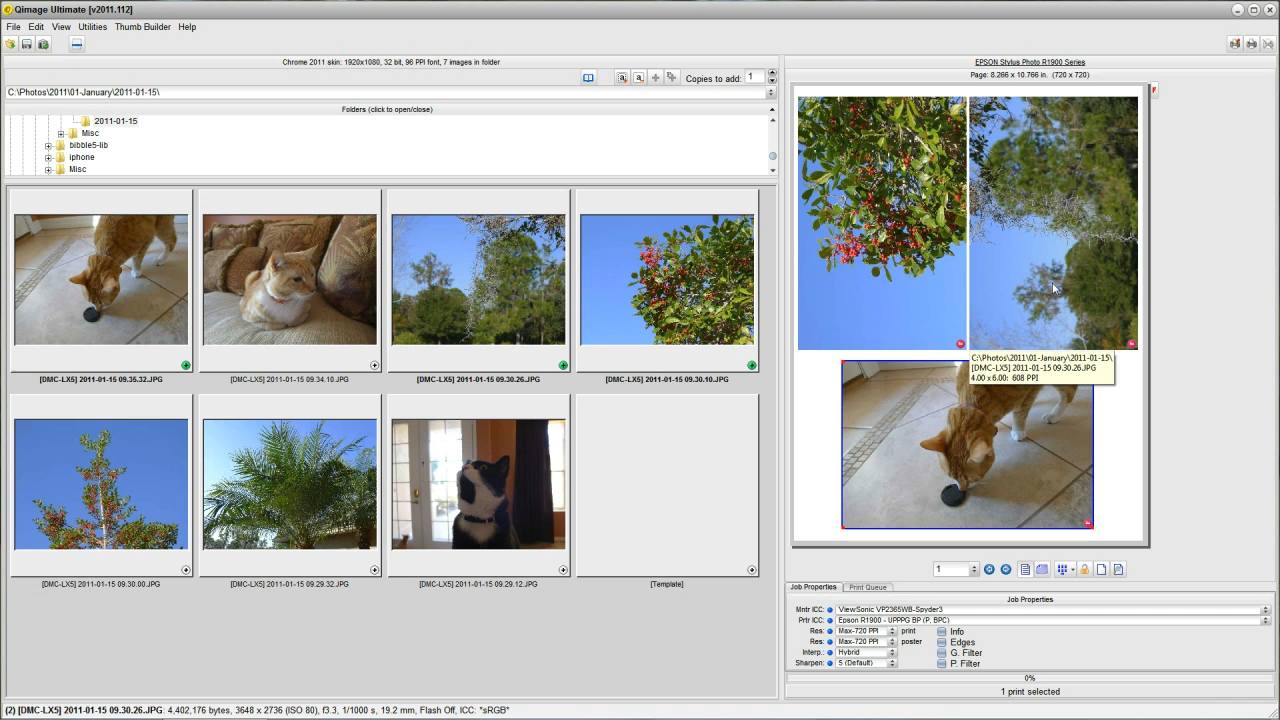 Qimage Ultimate [v2011.112]
File Edit View Utilities Thumb Builder Help
Chrome 2011 skin: 1920x1080, 32 bit, 96 PPI font, 7 images in folder
Copies to add: 1
C:\Photos\2011\01-January\2011-01-15\
Folders (click to open/close)
2011-01-15
Misc
bibble5-lib
iphone
Misc
[DMC-LX5] 2011-01-15 09.35.32.JPG
[DMC-LX5] 2011-01-15 09.34.10.JPG
[DMC-LX5] 2011-01-15 09.30.26.JPG
[DMC-LX5] 2011-01-15 09.30.10.JPG
[DMC-LX5] 2011-01-15 09.30.00.JPG
[DMC-LX5] 2011-01-15 09.29.32.JPG
[DMC-LX5] 2011-01-15 09.29.12.JPG
[Template]
EPSON Stylus Photo R1900 Series
Page: 8.266 x 10.766 in. (720 x 720)
C:\Photos\2011\01-January\2011-01-15\
[DMC-LX5] 2011-01-15 09.30.26.JPG
4.00 x 6.00: 608 PPI
1
Job Properties Print Queue
Job Properties
Mntr ICC: ViewSonic VP2365WB-Spyder3
Prtr ICC: Epson R1900 - UPPPG BP (P, BPC)
Res: Max-720 PPI print Info
Res: Max-720 PPI poster Edges
Interp.: Hybrid G. Filter
Sharpen: 5 (Default) P. Filter
0%
1 print selected
(2) [DMC-LX5] 2011-01-15 09.30.26.JPG: 4,402,176 bytes, 3648 x 2736 (ISO 80), f3.3, 1/1000 s, 19.2 mm, Flash Off, ICC: *sRGB*